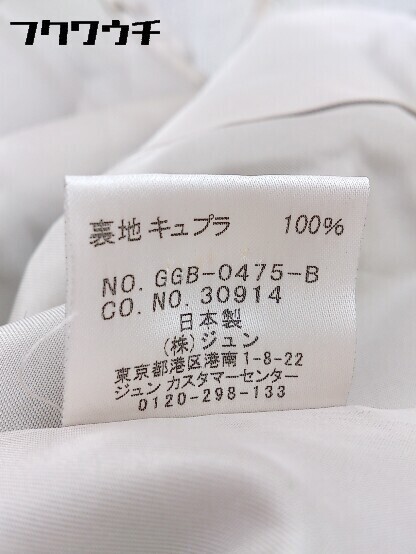 フクワウチ
裏地 キュプラ 100%
NO. GGB-0475-B
CO. NO. 30914
日本製
(株)ジュン
東京都港区港南1-8-22
ジュン カスタマーセンター
0120-298-133